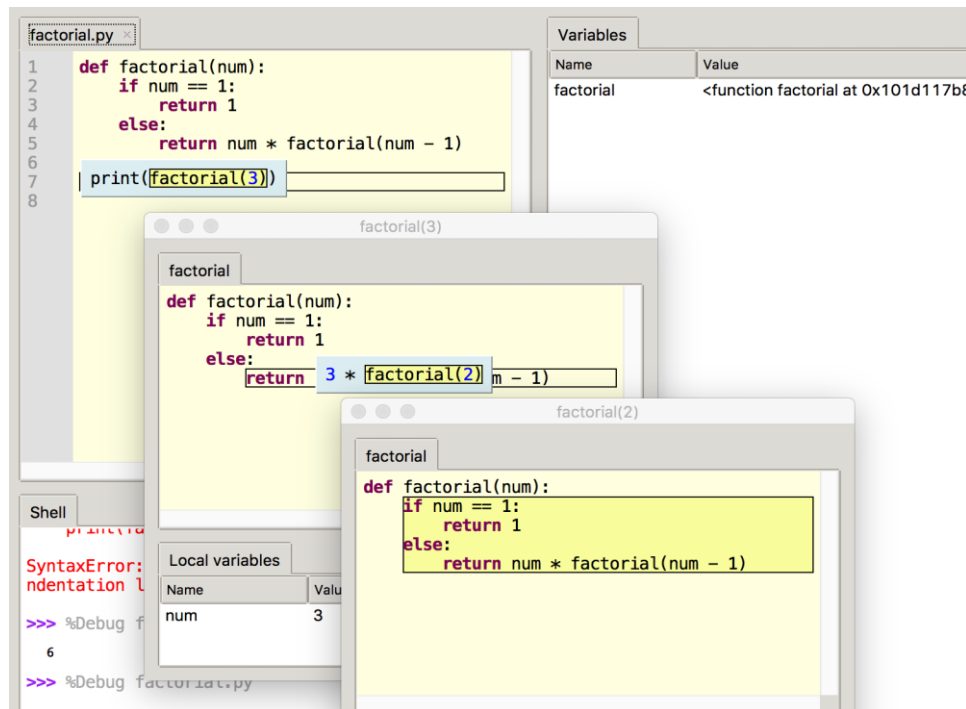 factorial.py ×
Variables
Name Value
factorial <function factorial at 0x101d117b8
1 def factorial(num):
2 if num == 1:
3 return 1
4 else:
5 return num * factorial(num - 1)
6
7 print(factorial(3))
8
factorial(3)
factorial
def factorial(num):
if num == 1:
return 1
else:
return 3 * factorial(2) m - 1)
Local variables
Name Valu
num 3
factorial(2)
factorial
def factorial(num):
if num == 1:
return 1
else:
return num * factorial(num - 1)
Shell
SyntaxError:
ndentation l
>>> %Debug f
6
>>> %Debug factorial.py